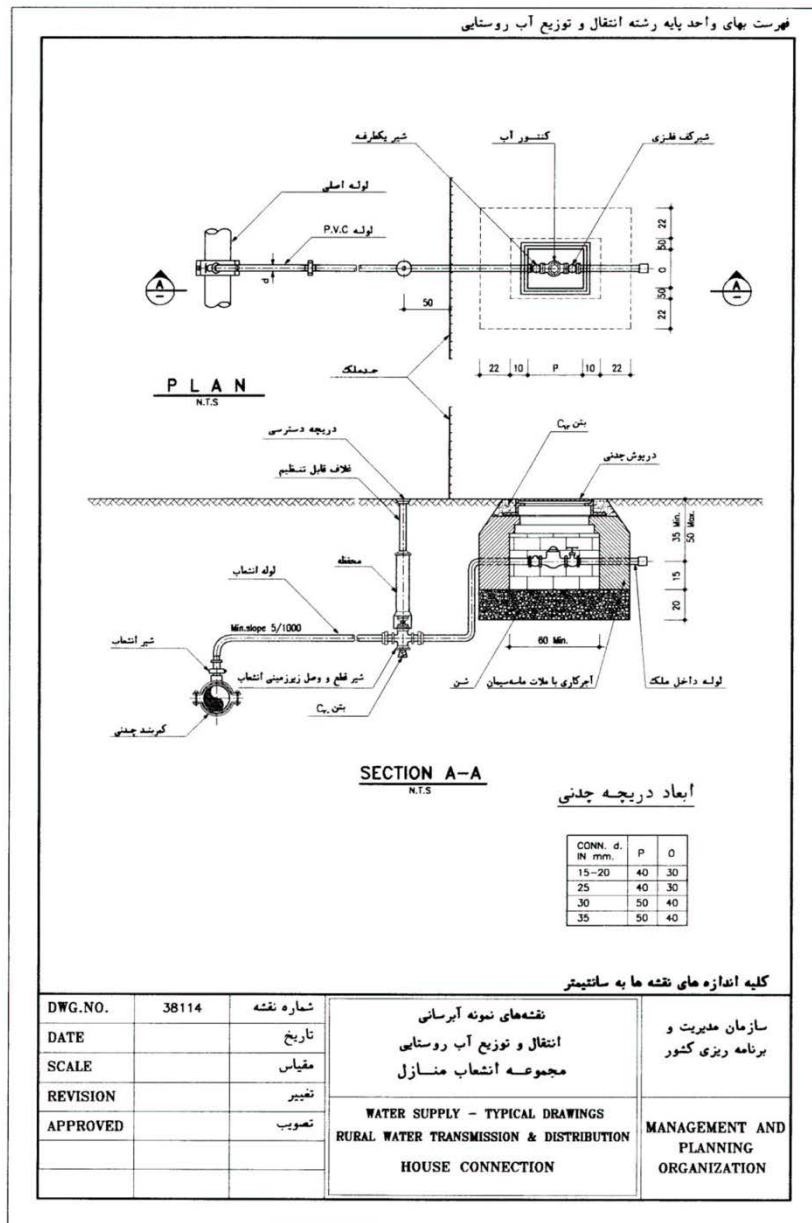 فهرست بهای واحد پایه رشته انتقال و توزیع آب روستایی
شیر یکطرفه
کنتور آب
شیرکف فلزی
لوله اصلی
لوله P.V.C
22
50
O
50
22
d
A
A
50
22
10
P
10
22
PLAN
N.T.S
حدملک
دریچه دسترسی
غلاف قابل تنظیم
بتن
درپوش چدنی
محفظه
لوله انشعاب
35 Min.
50 Max.
15
20
Min.slope 5/1000
60 Min.
شیر انشعاب
شیر قطع و وصل زیرزمینی انشعاب
شن
آجرکاری با ملات ماسه سیمان
لوله داخل ملک
بتن
کمربند چدنی
SECTION A-A
N.T.S
ابعاد دریچه چدنی
CONN. d. IN mm. P O
15-20 40 30
25 40 30
30 50 40
35 50 40
کلیه اندازه های نقشه ها به سانتیمتر
DWG.NO. 38114 شماره نقشه
DATE تاریخ
SCALE مقیاس
REVISION تغییر
APPROVED تصویب
نقشه‌های نمونه آبرسانی
انتقال و توزیع آب روستایی
مجموعه انشعاب منازل
WATER SUPPLY - TYPICAL DRAWINGS
RURAL WATER TRANSMISSION & DISTRIBUTION
HOUSE CONNECTION
سازمان مدیریت و
برنامه ریزی کشور
MANAGEMENT AND
PLANNING
ORGANIZATION